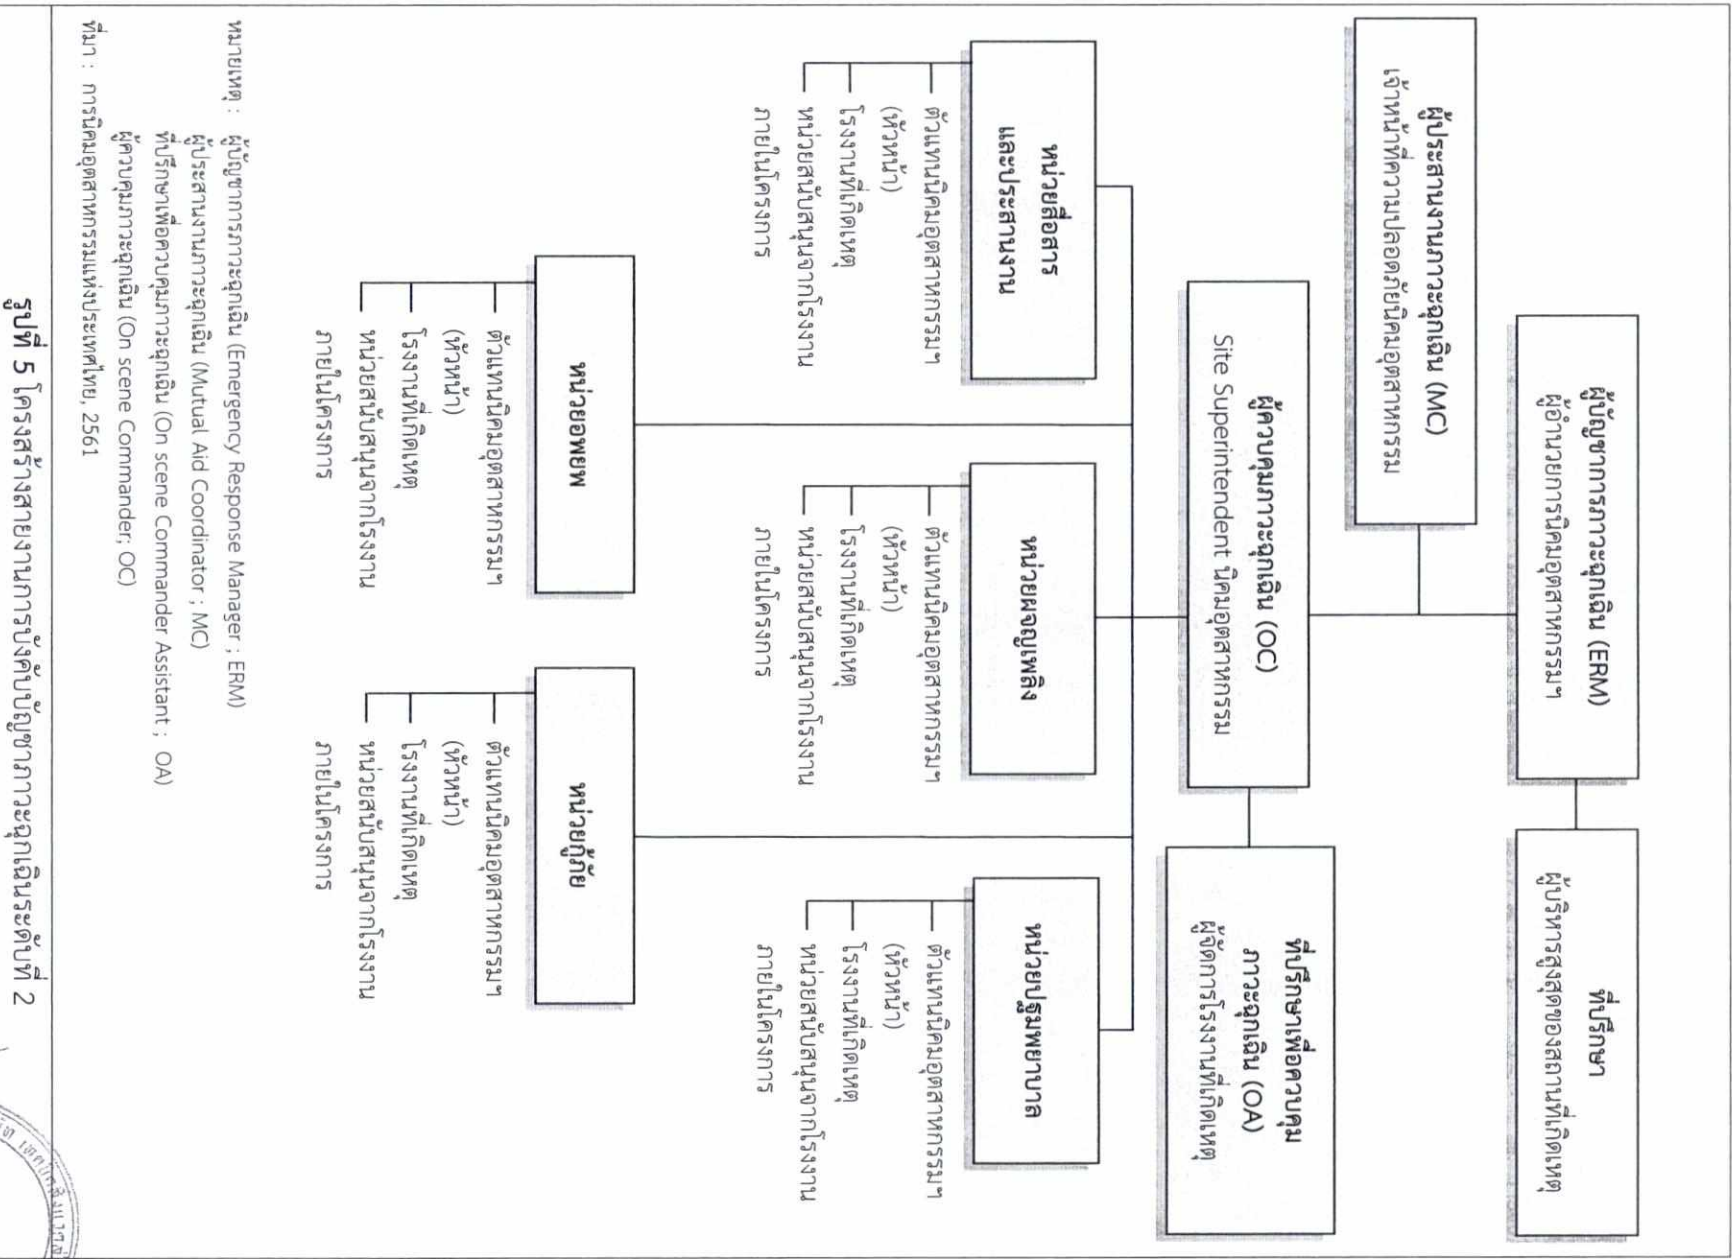 ผู้บัญชาการภาวะฉุกเฉิน (ERM)
ผู้อำนวยการนิคมอุตสาหกรรมฯ
ที่ปรึกษา
ผู้บริหารสูงสุดของสถานที่เกิดเหตุ
ผู้ประสานงานภาวะฉุกเฉิน (MC)
เจ้าหน้าที่ความปลอดภัยนิคมอุตสาหกรรม
ผู้ควบคุมภาวะฉุกเฉิน (OC)
Site Superintendent นิคมอุตสาหกรรม
ที่ปรึกษาเพื่อควบคุม
ภาวะฉุกเฉิน (OA)
ผู้จัดการโรงงานที่เกิดเหตุ
หน่วยสื่อสาร
และประสานงาน
ตัวแทนนิคมอุตสาหกรรมฯ
(หัวหน้า)
โรงงานที่เกิดเหตุ
หน่วยสนับสนุนจากโรงงาน
ภายในโครงการ
หน่วยผจญเพลิง
ตัวแทนนิคมอุตสาหกรรมฯ
(หัวหน้า)
โรงงานที่เกิดเหตุ
หน่วยสนับสนุนจากโรงงาน
ภายในโครงการ
หน่วยปฐมพยาบาล
ตัวแทนนิคมอุตสาหกรรมฯ
(หัวหน้า)
โรงงานที่เกิดเหตุ
หน่วยสนับสนุนจากโรงงาน
ภายในโครงการ
หน่วยอพยพ
ตัวแทนนิคมอุตสาหกรรมฯ
(หัวหน้า)
โรงงานที่เกิดเหตุ
หน่วยสนับสนุนจากโรงงาน
ภายในโครงการ
หน่วยกู้ภัย
ตัวแทนนิคมอุตสาหกรรมฯ
(หัวหน้า)
โรงงานที่เกิดเหตุ
หน่วยสนับสนุนจากโรงงาน
ภายในโครงการ
หมายเหตุ : ผู้บัญชาการภาวะฉุกเฉิน (Emergency Response Manager ; ERM)
ผู้ประสานงานภาวะฉุกเฉิน (Mutual Aid Coordinator ; MC)
ที่ปรึกษาเพื่อควบคุมภาวะฉุกเฉิน (On scene Commander Assistant ; OA)
ผู้ควบคุมภาวะฉุกเฉิน (On scene Commander; OC)
ที่มา : การนิคมอุตสาหกรรมแห่งประเทศไทย, 2561
รูปที่ 5 โครงสร้างสายงานการบังคับบัญชาภาวะฉุกเฉินระดับที่ 2